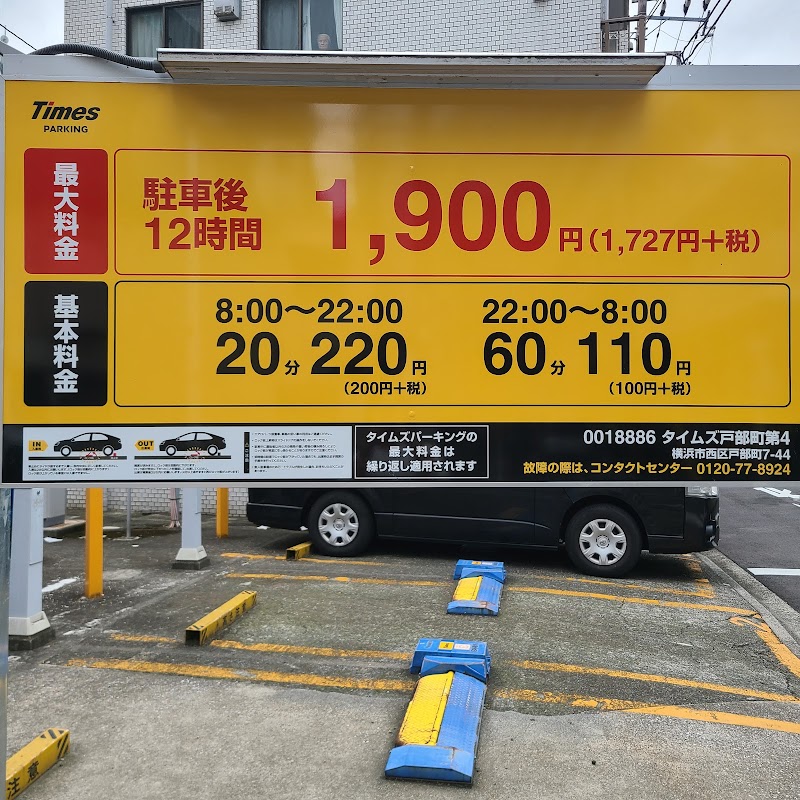 Times
PARKING
最大料金
駐車後
12時間
1,900円(1,727円+税)
基本料金
8:00～22:00
20分 220円
(200円+税)
22:00～8:00
60分 110円
(100円+税)
IN
OUT
タイムズパーキングの
最大料金は
繰り返し適用されます
0018886 タイムズ戸部町第4
横浜市西区戸部町7-44
故障の際は、コンタクトセンター 0120-77-8924
注意